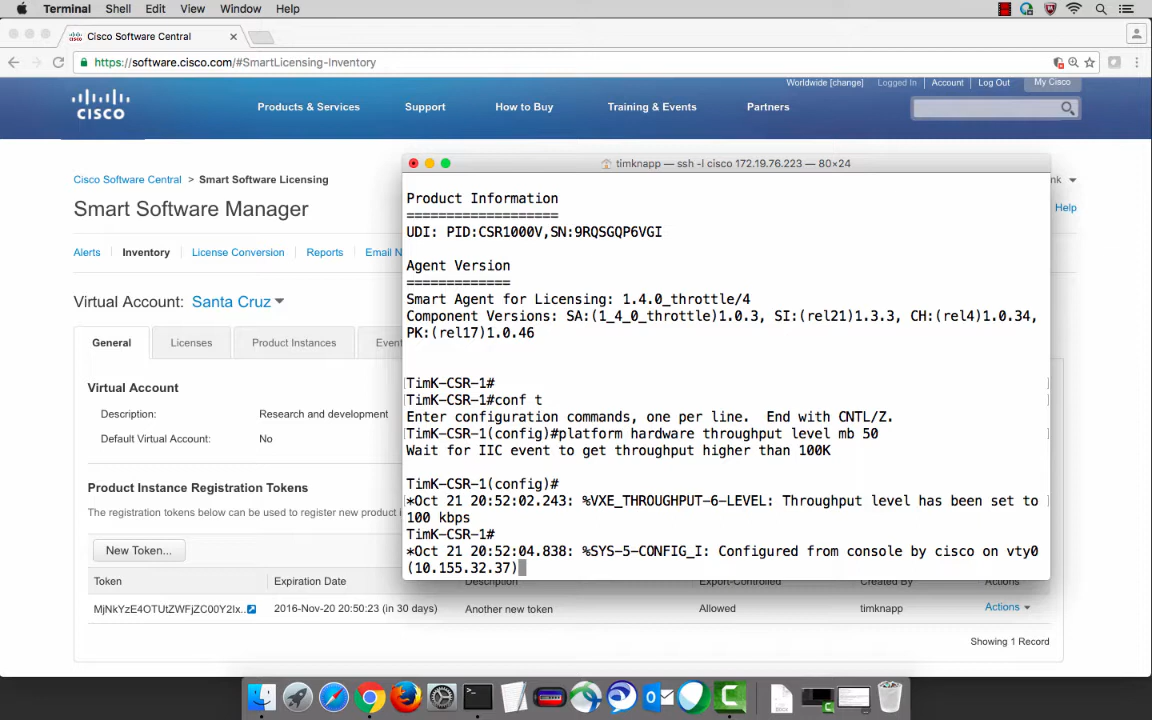 Terminal Shell Edit View Window Help
Cisco Software Central
https://software.cisco.com/#SmartLicensing-Inventory
Worldwide [change] Logged In Account Log Out My Cisco
CISCO
Products & Services Support How to Buy Training & Events Partners
timknapp — ssh -l cisco 172.19.76.223 — 80×24
Cisco Software Central > Smart Software Licensing
nk
Smart Software Manager
Help
Alerts Inventory License Conversion Reports Email N
Virtual Account: Santa Cruz
General Licenses Product Instances Event
Virtual Account
Description: Research and development
Default Virtual Account: No
Product Instance Registration Tokens
The registration tokens below can be used to register new product i
New Token...
Token Expiration Date Description Export-Controlled Created By Actions
MjNkYzE4OTUtZWFjZC00Y2Ix.. 2016-Nov-20 20:50:23 (in 30 days) Another new token Allowed timknapp Actions
Showing 1 Record
Product Information
===================
UDI: PID:CSR1000V,SN:9RQSGQP6VGI
Agent Version
=============
Smart Agent for Licensing: 1.4.0_throttle/4
Component Versions: SA:(1_4_0_throttle)1.0.3, SI:(rel21)1.3.3, CH:(rel4)1.0.34,
PK:(rel17)1.0.46
TimK-CSR-1#
TimK-CSR-1#conf t
Enter configuration commands, one per line.  End with CNTL/Z.
TimK-CSR-1(config)#platform hardware throughput level mb 50
Wait for IIC event to get throughput higher than 100K
TimK-CSR-1(config)#
*Oct 21 20:52:02.243: %VXE_THROUGHPUT-6-LEVEL: Throughput level has been set to
100 kbps
TimK-CSR-1#
*Oct 21 20:52:04.838: %SYS-5-CONFIG_I: Configured from console by cisco on vty0
(10.155.32.37)